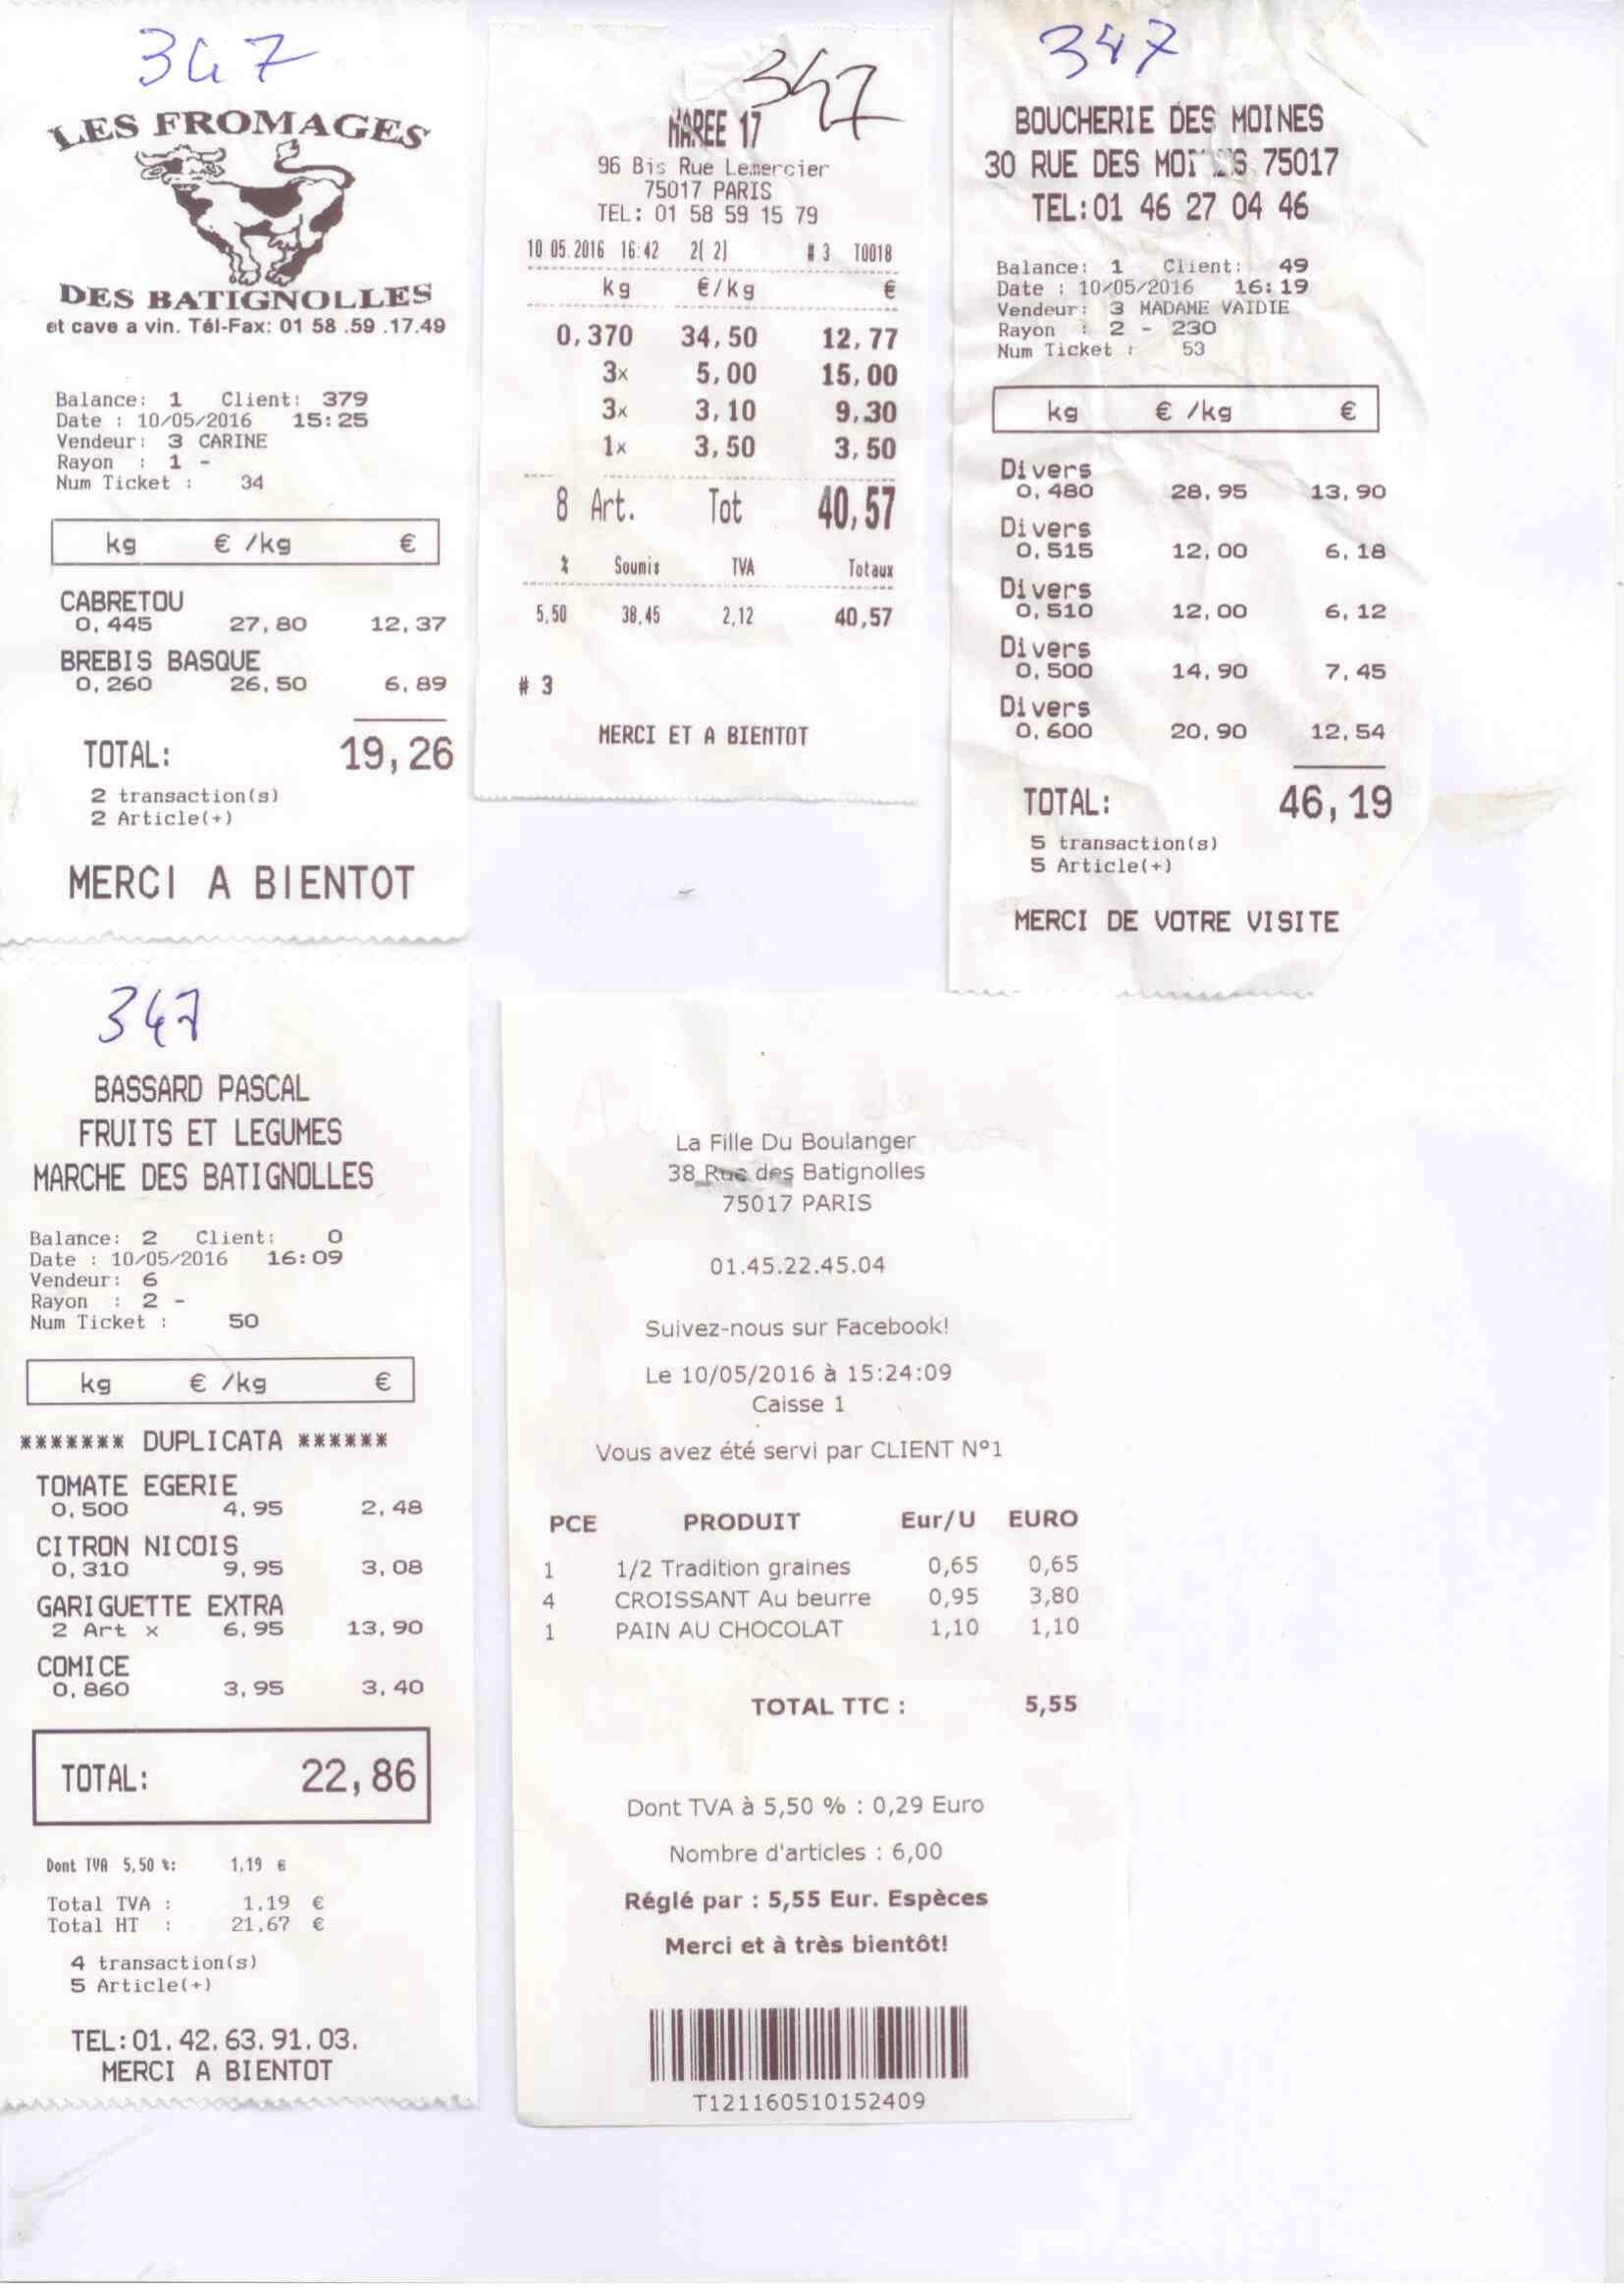 347
LES FROMAGES
DES BATIGNOLLES
et cave a vin. Tél-Fax: 01 58 .59 .17.49
Balance: 1 Client: 379
Date : 10/05/2016 15:25
Vendeur: 3 CARINE
Rayon : 1 -
Num Ticket : 34
kg € /kg €
CABRETOU
0,445 27,80 12,37
BREBIS BASQUE
0,260 26,50 6,89
TOTAL: 19,26
2 transaction(s)
2 Article(+)
MERCI A BIENTOT
347
MAREE 17
96 Bis Rue Lemercier
75017 PARIS
TEL: 01 58 59 15 79
10 05.2016 16:42 2( 2) # 3 T0018
kg €/kg €
0,370 34,50 12,77
3x 5,00 15,00
3x 3,10 9,30
1x 3,50 3,50
8 Art. Tot 40,57
% Soumis TVA Totaux
5,50 38,45 2,12 40,57
# 3
MERCI ET A BIENTOT
347
BOUCHERIE DES MOINES
30 RUE DES 75017
TEL:01 46 27 04 46
Balance: 1 Client: 49
Date : 10/05/2016 16:19
Vendeur: 3 MADAME VAIDIE
Rayon : 2 - 230
Num Ticket : 53
kg € /kg €
Divers
0,480 28,95 13,90
Divers
0,515 12,00 6,18
Divers
0,510 12,00 6,12
Divers
0,500 14,90 7,45
Divers
0,600 20,90 12,54
TOTAL: 46,19
5 transaction(s)
5 Article(+)
MERCI DE VOTRE VISITE
347
BASSARD PASCAL
FRUITS ET LEGUMES
MARCHE DES BATIGNOLLES
Balance: 2 Client: 0
Date : 10/05/2016 16:09
Vendeur: 6
Rayon : 2 -
Num Ticket : 50
kg € /kg €
******* DUPLICATA ******
TOMATE EGERIE
0,500 4,95 2,48
CITRON NICOIS
0,310 9,95 3,08
GARIGUETTE EXTRA
2 Art x 6,95 13,90
COMICE
0,860 3,95 3,40
TOTAL: 22,86
Dont TVA 5,50 %: 1,19 €
Total TVA : 1,19 €
Total HT : 21,67 €
4 transaction(s)
5 Article(+)
TEL:01.42.63.91.03.
MERCI A BIENTOT
La Fille Du Boulanger
38 Rue des Batignolles
75017 PARIS
01.45.22.45.04
Suivez-nous sur Facebook!
Le 10/05/2016 à 15:24:09
Caisse 1
Vous avez été servi par CLIENT N°1
PCE PRODUIT Eur/U EURO
1 1/2 Tradition graines 0,65 0,65
4 CROISSANT Au beurre 0,95 3,80
1 PAIN AU CHOCOLAT 1,10 1,10
TOTAL TTC : 5,55
Dont TVA à 5,50 % : 0,29 Euro
Nombre d'articles : 6,00
Réglé par : 5,55 Eur. Espèces
Merci et à très bientôt!
T121160510152409